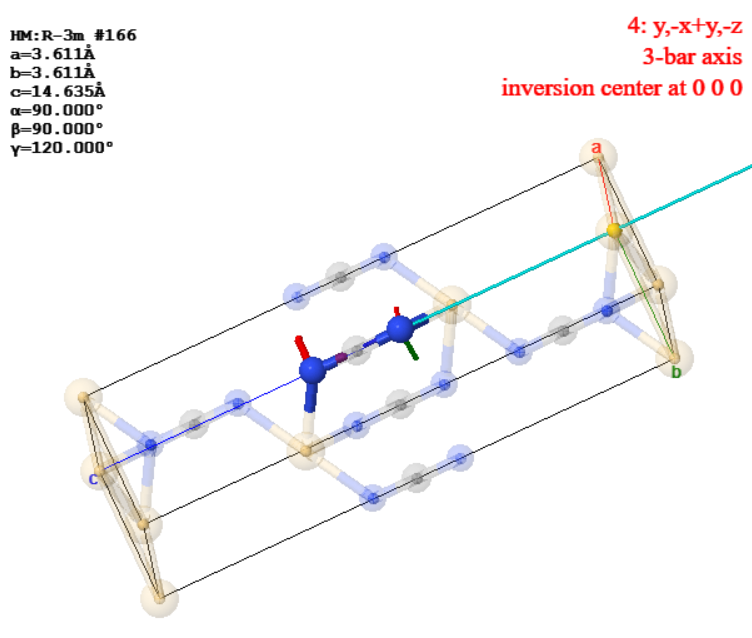 HM:R-3m #166
a=3.611Å
b=3.611Å
c=14.635Å
α=90.000°
β=90.000°
γ=120.000°
4: y,-x+y,-z
3-bar axis
inversion center at 0 0 0
a
b
c